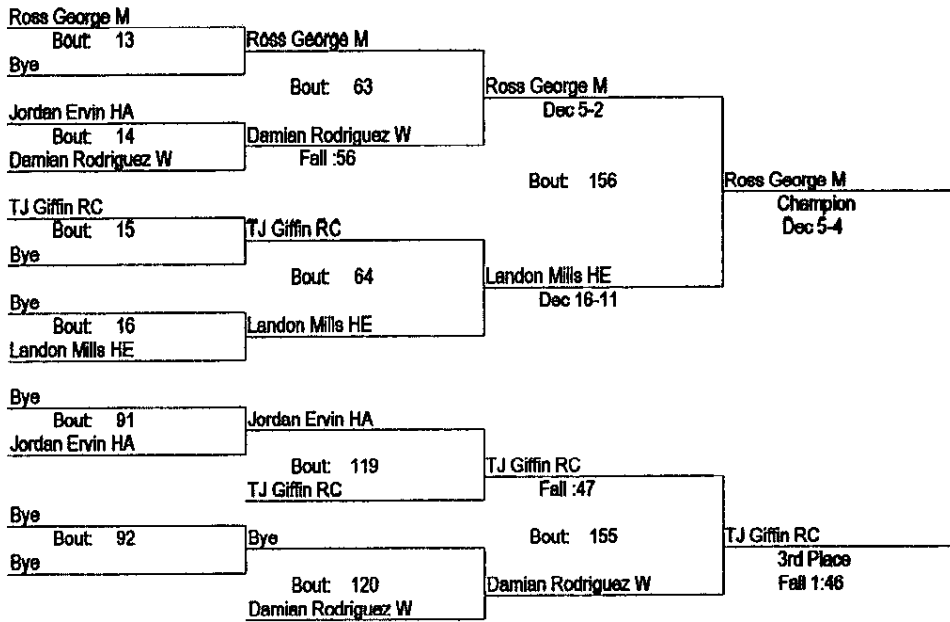 Ross George M
Bout: 13
Bye
Ross George M
Bout: 63
Jordan Ervin HA
Bout: 14
Damian Rodriguez W
Damian Rodriguez W
Fall :56
Ross George M
Dec 5-2
Bout: 156
TJ Giffin RC
Bout: 15
Bye
TJ Giffin RC
Bout: 64
Bye
Bout: 16
Landon Mills HE
Landon Mills HE
Landon Mills HE
Dec 16-11
Ross George M
Champion
Dec 5-4
Bye
Bout: 91
Jordan Ervin HA
Jordan Ervin HA
Bout: 119
TJ Giffin RC
TJ Giffin RC
Fall :47
Bye
Bout: 92
Bye
Bye
Bout: 120
Damian Rodriguez W
Bout: 155
Damian Rodriguez W
TJ Giffin RC
3rd Place
Fall 1:46